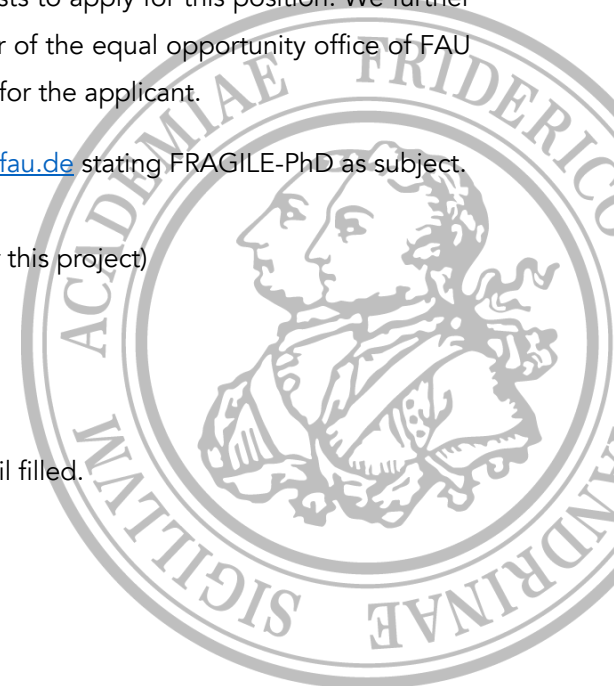 sts to apply for this position. We further
r of the equal opportunity office of FAU
for the applicant.
fau.de stating FRAGILE-PhD as subject.
this project)
il filled.
SIGILLVM ACADEMIAE FRIDERICO
ANDRINAE